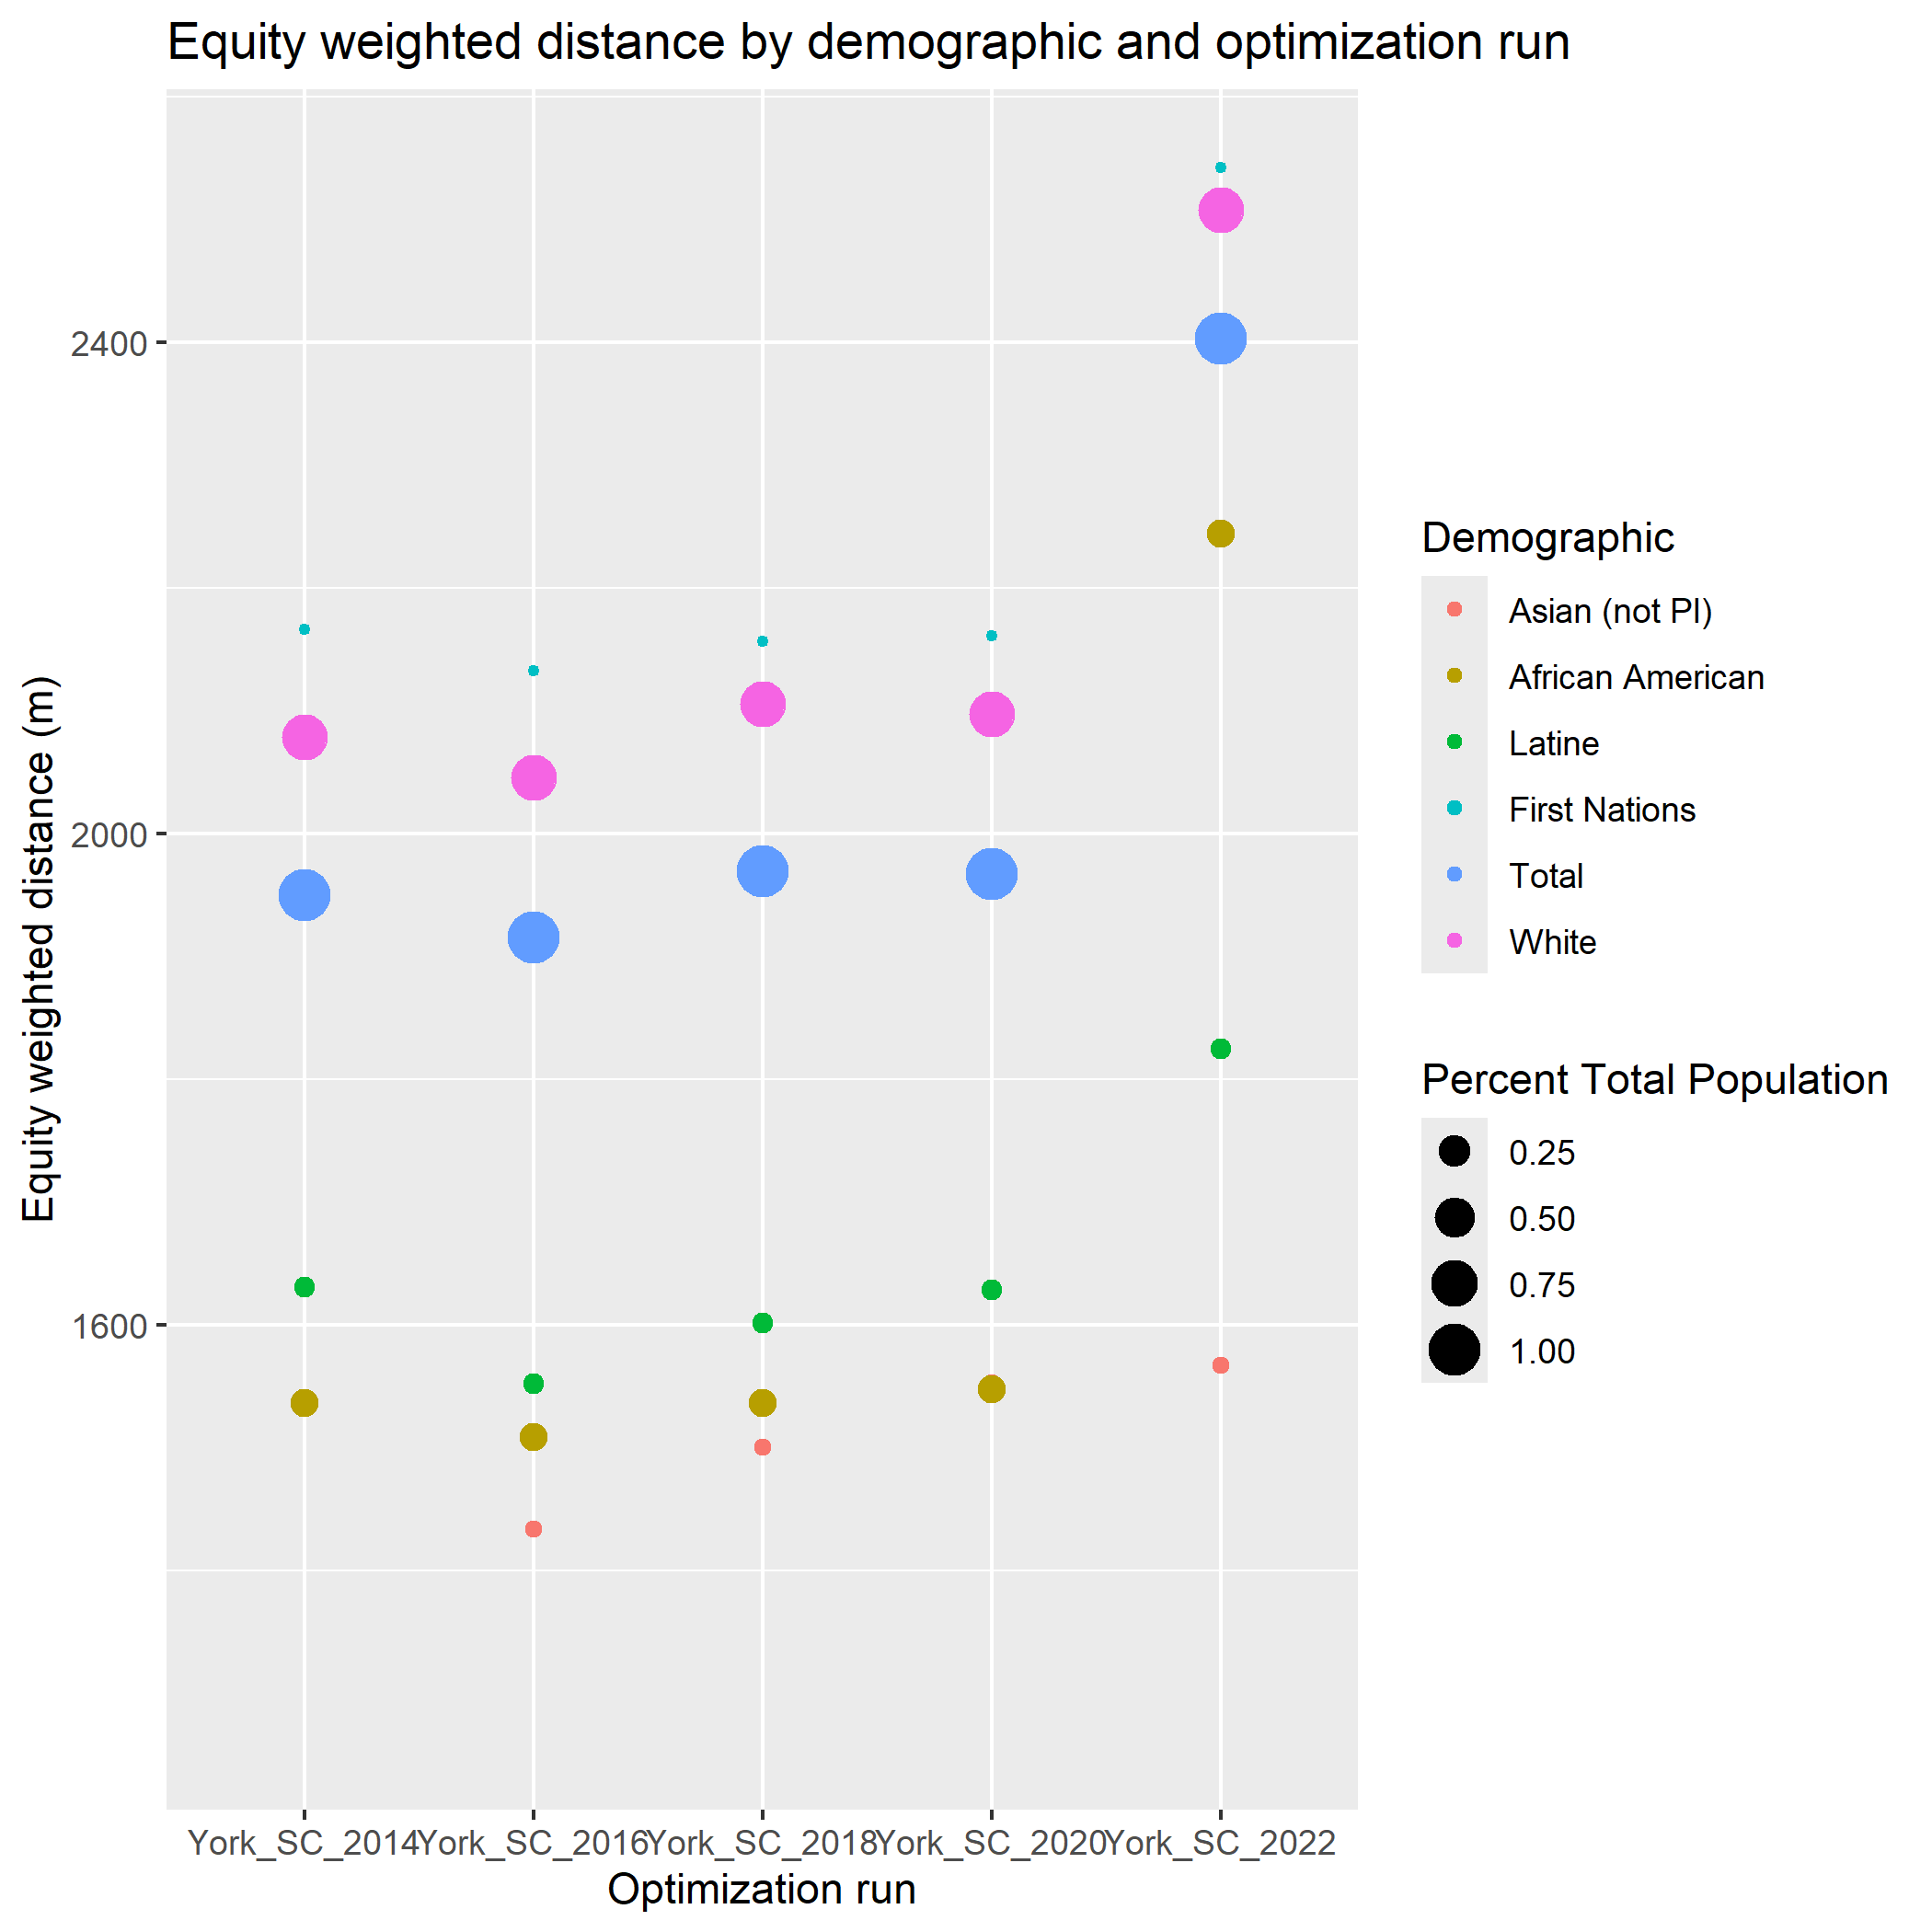 Equity weighted distance by demographic and optimization run
Equity weighted distance (m)
2400
2000
1600
York_SC_2014
York_SC_2016
York_SC_2018
York_SC_2020
York_SC_2022
Optimization run
Demographic
Asian (not PI)
African American
Latine
First Nations
Total
White
Percent Total Population
0.25
0.50
0.75
1.00